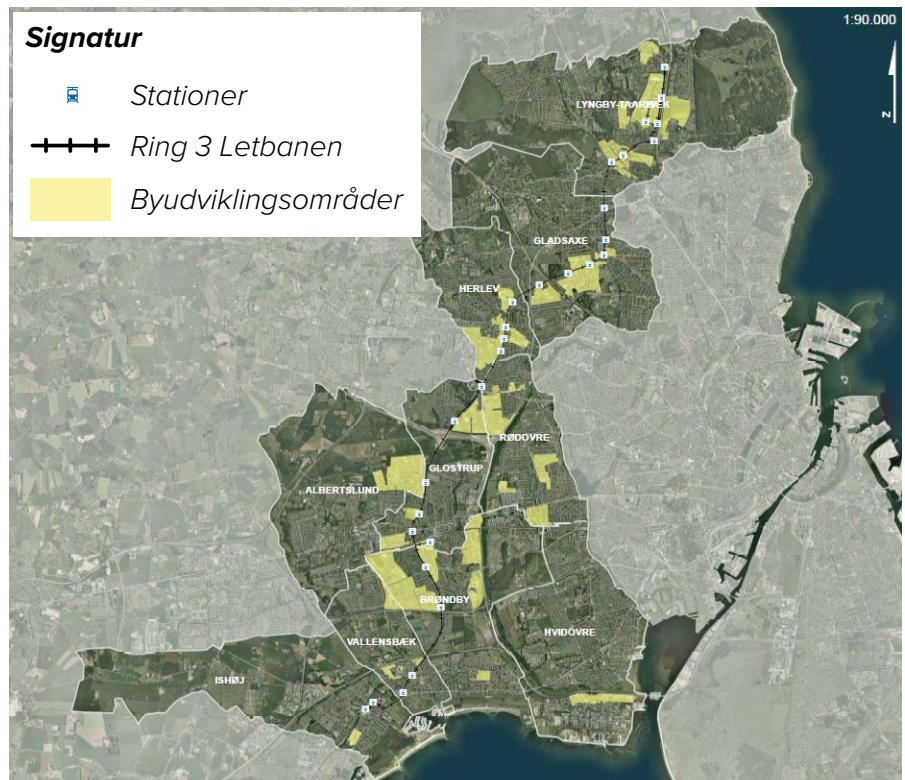 Signatur
Stationer
Ring 3 Letbanen
Byudviklingsområder
1:90.000
N
LYNGBY-TAARBÆK
GLADSAXE
HERLEV
RØDOVRE
GLOSTRUP
ALBERTSLUND
BRØNDBY
HVIDOVRE
VALLENSBÆK
ISHØJ